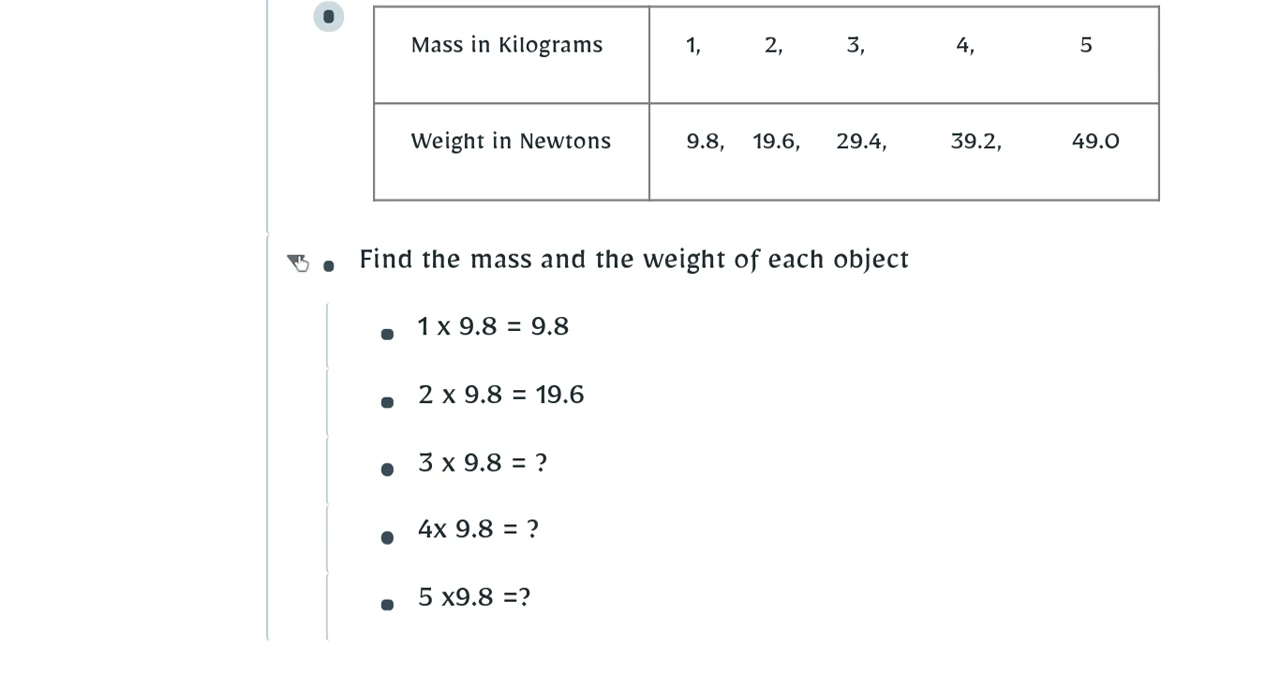 Mass in Kilograms 1, 2, 3, 4, 5
Weight in Newtons 9.8, 19.6, 29.4, 39.2, 49.0
Find the mass and the weight of each object
1 x 9.8 = 9.8
2 x 9.8 = 19.6
3 x 9.8 = ?
4x 9.8 = ?
5 x9.8 =?